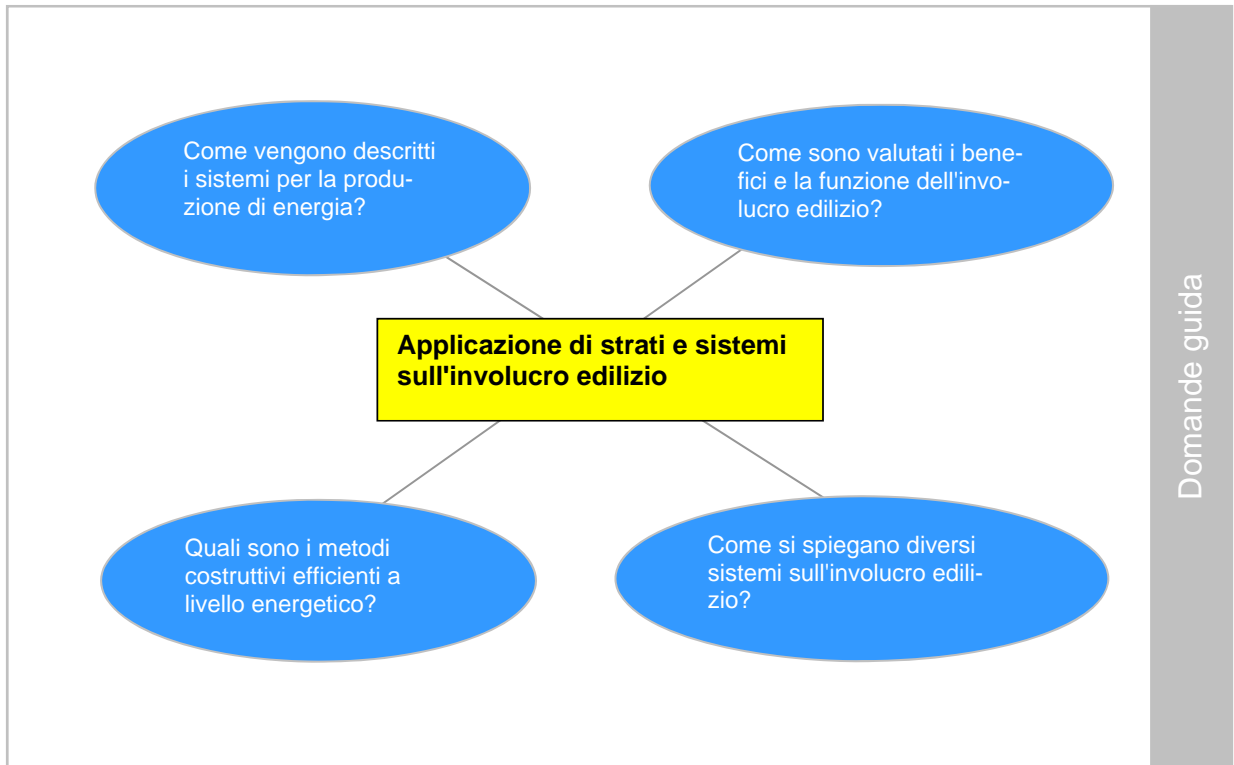 Come vengono descritti
i sistemi per la produ-
zione di energia?
Come sono valutati i bene-
fici e la funzione dell'invo-
lucro edilizio?
Applicazione di strati e sistemi
sull'involucro edilizio
Quali sono i metodi
costruttivi efficienti a
livello energetico?
Come si spiegano diversi
sistemi sull'involucro edili-
zio?
Domande guida